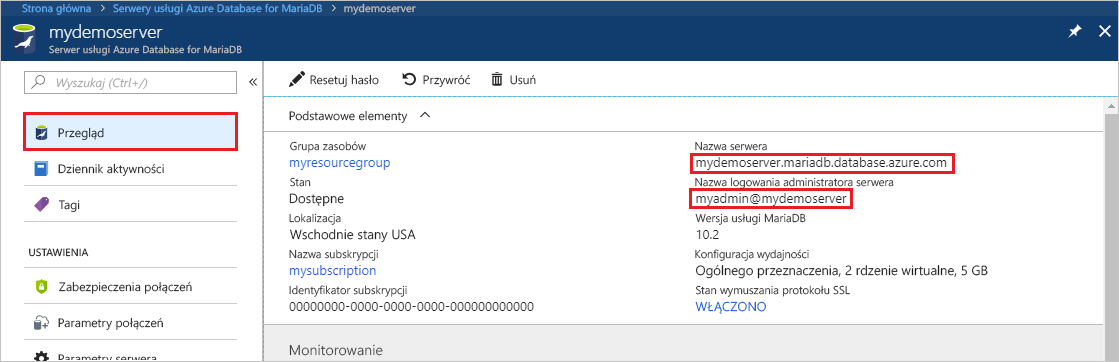 Strona główna > Serwery usługi Azure Database for MariaDB > mydemoserver
mydemoserver
Serwer usługi Azure Database for MariaDB
Wyszukaj (Ctrl+/)
«
Przegląd
Dziennik aktywności
Tagi
USTAWIENIA
Zabezpieczenia połączeń
Parametry połączeń
Parametry serwera
Resetuj hasło
Przywróć
Usuń
Podstawowe elementy
Grupa zasobów
myresourcegroup
Stan
Dostępne
Lokalizacja
Wschodnie stany USA
Nazwa subskrypcji
mysubscription
Identyfikator subskrypcji
00000000-0000-0000-0000-000000000000
Nazwa serwera
mydemoserver.mariadb.database.azure.com
Nazwa logowania administratora serwera
myadmin@mydemoserver
Wersja usługi MariaDB
10.2
Konfiguracja wydajności
Ogólnego przeznaczenia, 2 rdzenie wirtualne, 5 GB
Stan wymuszania protokołu SSL
WŁĄCZONO
Monitorowanie